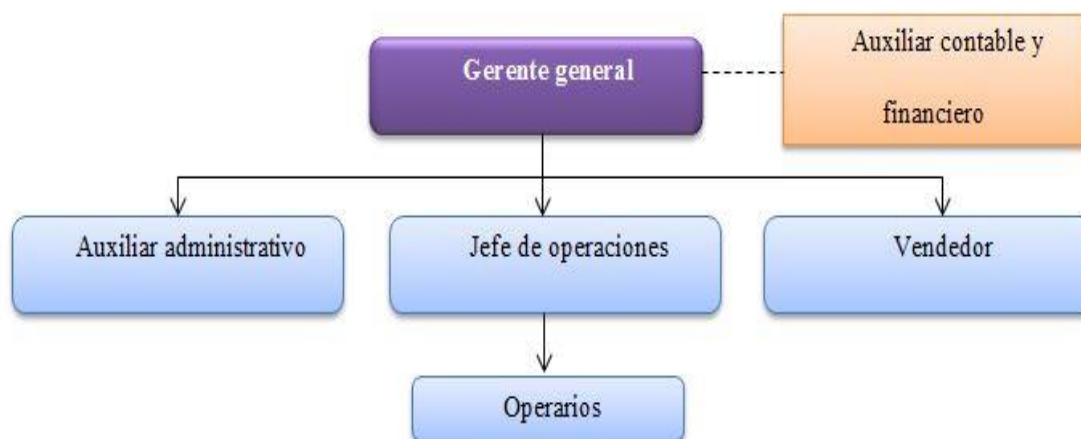 Gerente general
Auxiliar contable y
financiero
Auxiliar administrativo
Jefe de operaciones
Vendedor
Operarios